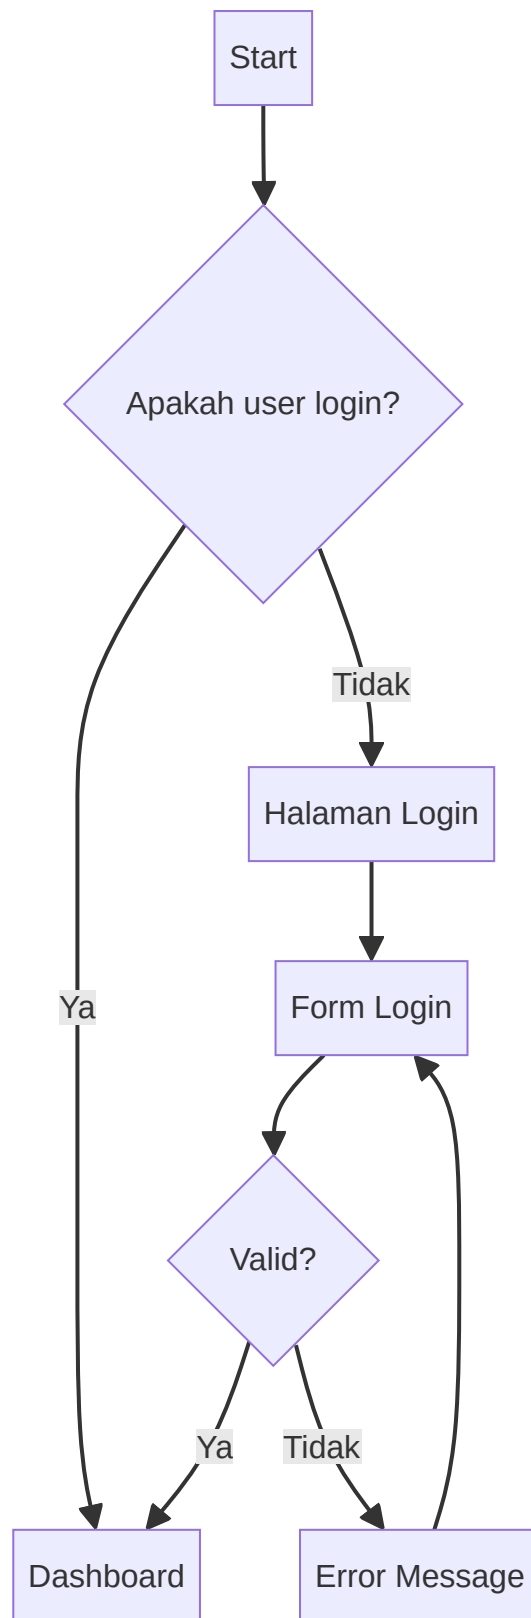 Start
Apakah user login?
Tidak
Halaman Login
Ya
Form Login
Valid?
Ya
Tidak
Dashboard
Error Message